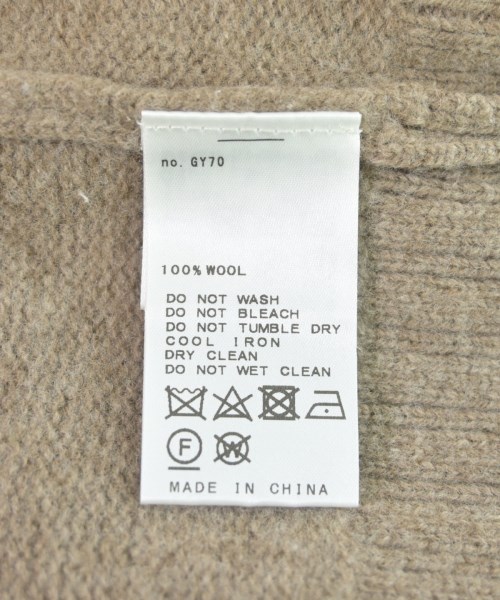 no. GY70
100% WOOL
DO NOT WASH
DO NOT BLEACH
DO NOT TUMBLE DRY
COOL IRON
DRY CLEAN
DO NOT WET CLEAN
F W
MADE IN CHINA